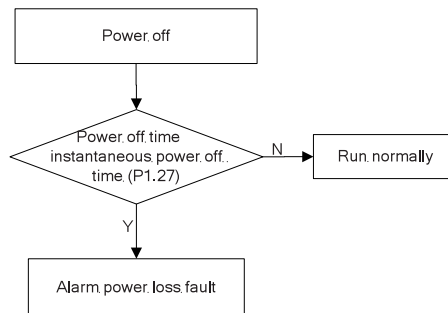 Power off
Power off time
instantaneous power off
time (P1.27)
N
Run normally
Y
Alarm power loss fault